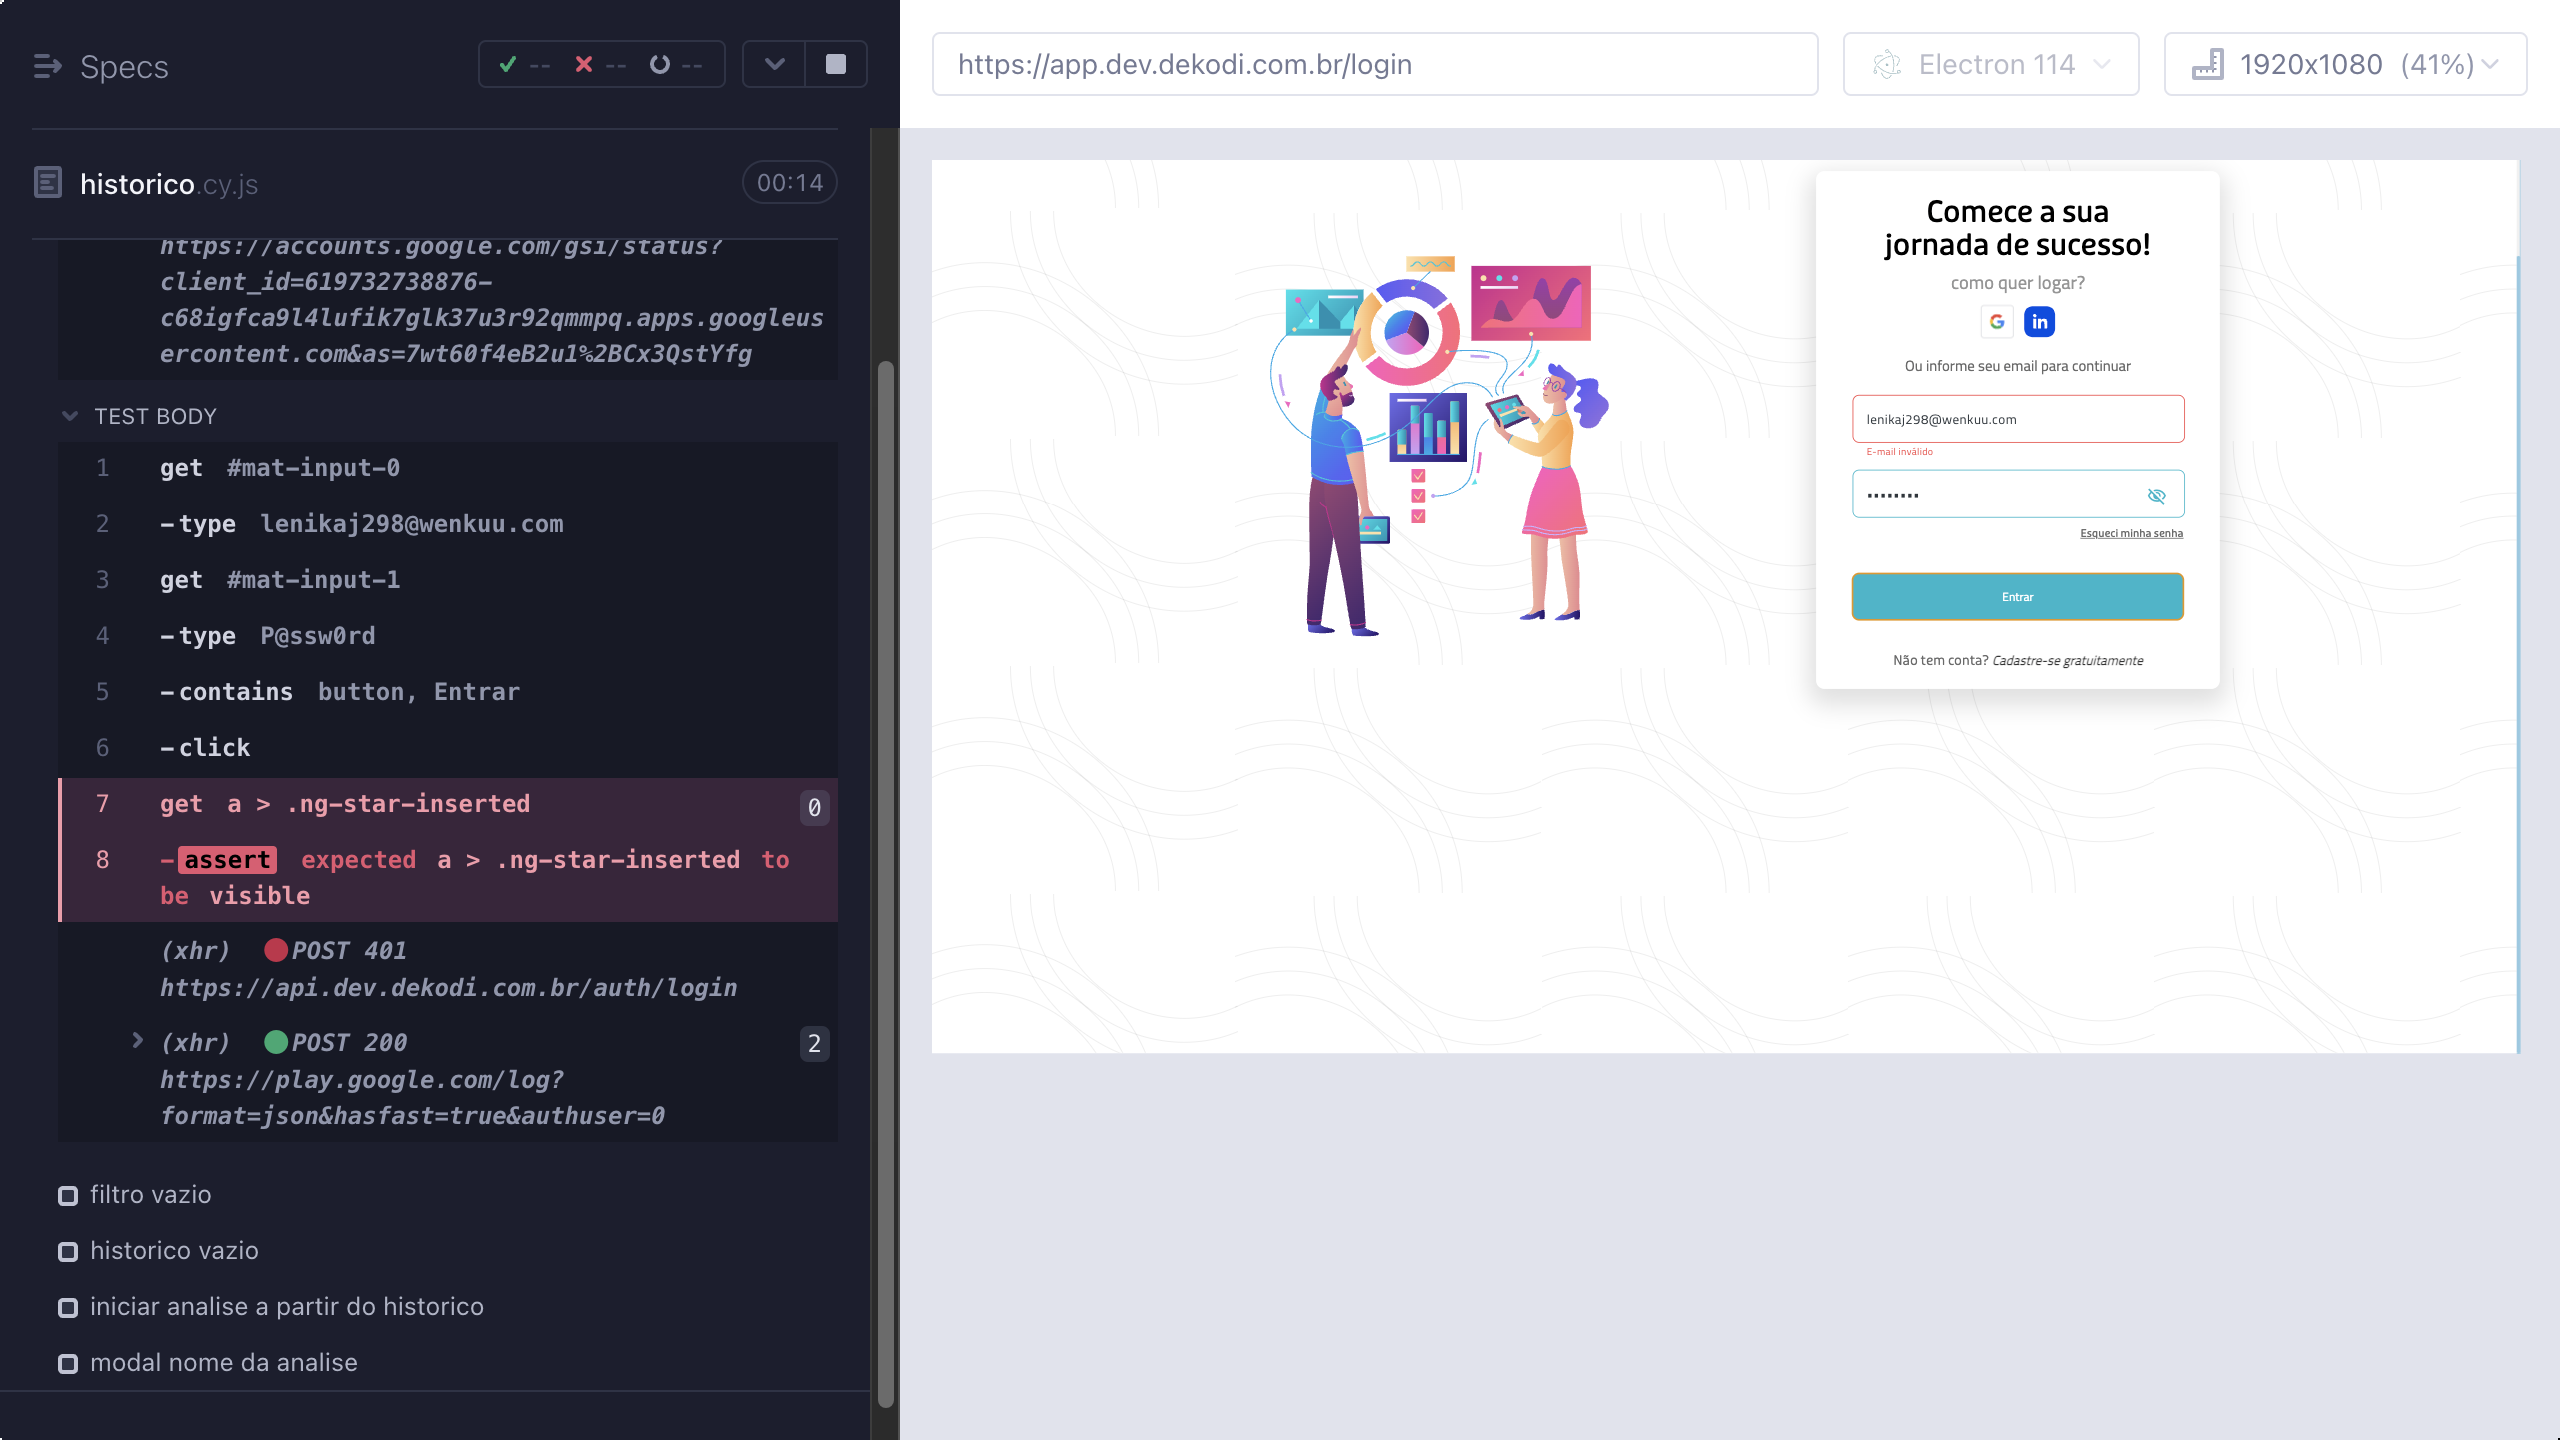 Specs
--
--
--
historico.cy.js
00:14
https://accounts.google.com/gsi/status?
client_id=619732738876-
c68igfca9l4lufik7glk37u3r92qmmpq.apps.googleus
ercontent.com&as=7wt60f4eB2u1%2BCx3QstYfg
TEST BODY
1 get #mat-input-0
2 -type lenikaj298@wenkuu.com
3 get #mat-input-1
4 -type P@ssw0rd
5 -contains button, Entrar
6 -click
7 get a > .ng-star-inserted 0
8 -assert expected a > .ng-star-inserted to
be visible
(xhr) POST 401
https://api.dev.dekodi.com.br/auth/login
(xhr) POST 200 2
https://play.google.com/log?
format=json&hasfast=true&authuser=0
filtro vazio
historico vazio
iniciar analise a partir do historico
modal nome da analise
https://app.dev.dekodi.com.br/login
Electron 114
1920x1080 (41%)
Comece a sua
jornada de sucesso!
como quer logar?
G in
Ou informe seu email para continuar
lenikaj298@wenkuu.com
E-mail inválido
••••••••
Esqueci minha senha
Entrar
Não tem conta? Cadastre-se gratuitamente